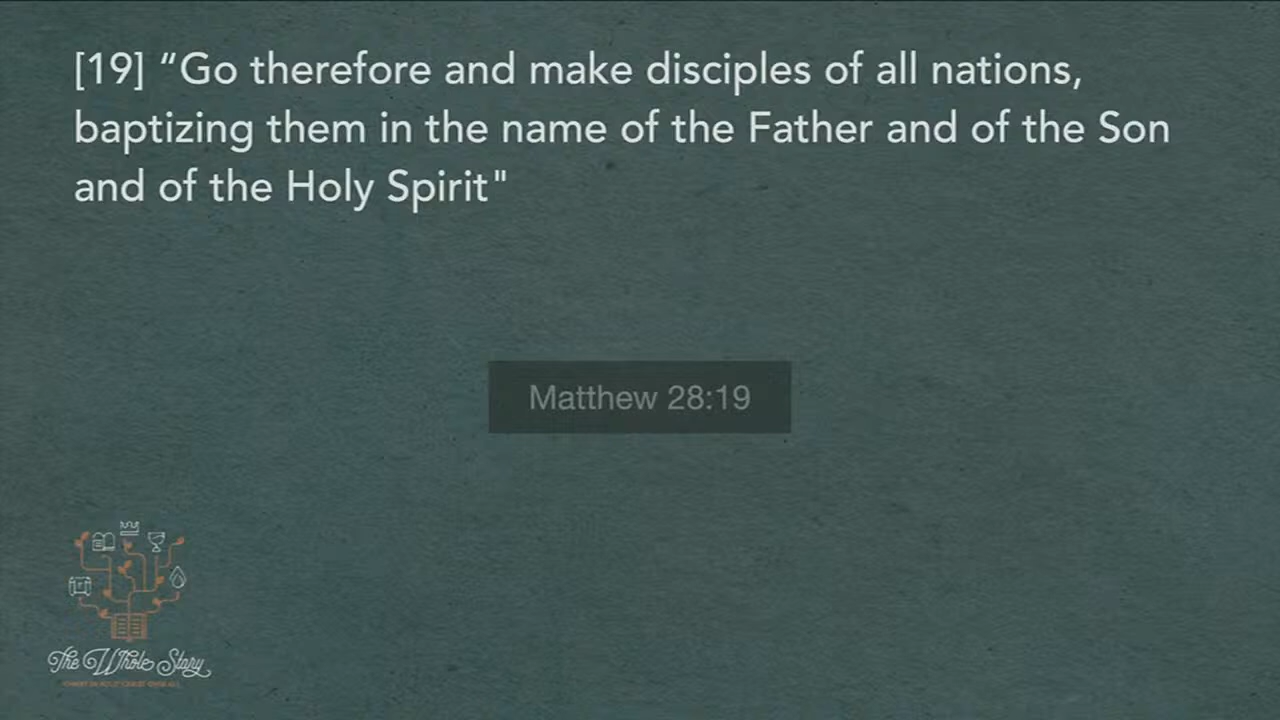 [19] “Go therefore and make disciples of all nations,
baptizing them in the name of the Father and of the Son
and of the Holy Spirit"
Matthew 28:19
The Whole Story